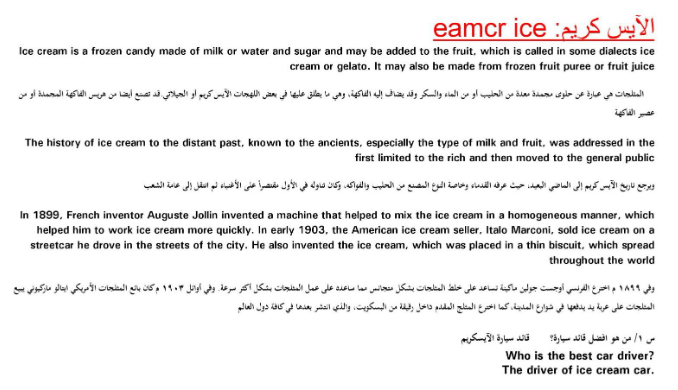 الآيس كريم: eamcr ice
Ice cream is a frozen candy made of milk or water and sugar and may be added to the fruit, which is called in some dialects ice
cream or gelato. It may also be made from frozen fruit puree or fruit juice
المثلجات هي عبارة عن حلوى مجمدة معدة من الحليب أو من الماء والسكر وقد يضاف إليه الفاكهة، وهي ما يطلق عليها في بعض اللهجات الآيس كريم أو الجيلاتي.قد تصنع أيضا من هريس الفاكهة المجمدة أو من
عصير الفاكهة
The history of ice cream to the distant past, known to the ancients, especially the type of milk and fruit, was addressed in the
first limited to the rich and then moved to the general public
ويرجع تاريخ الآيس كريم إلى الماضي البعيد، حيث عرفه القدماء وخاصة النوع المصنع من الحليب والفواكه، وكان تناوله في الأول مقتصراً على الأغنياء ثم انتقل إلى عامة الشعب
In 1899, French inventor Auguste Jollin invented a machine that helped to mix the ice cream in a homogeneous manner, which
helped him to work ice cream more quickly. In early 1903, the American ice cream seller, Italo Marconi, sold ice cream on a
streetcar he drove in the streets of the city. He also invented the ice cream, which was placed in a thin biscuit, which spread
throughout the world
وفي ١٨٩٩ م اخترع الفرنسي أوجست جولين ماكينة تساعد على خلط المثلجات بشكل متجانس مما ساعده على عمل المثلجات بشكل أكثر سرعة. وفي أوائل ١٩٠٣ م كان بائع المثلجات الأمريكي ايتالو ماركيوني يبيع
المثلجات على عربة يد يدفعها في شوارع المدينة، كما اخترع المثلج المقدم داخل رقيقة من البسكويت، والذي انتشر بعدها في كافة دول العالم
س ١/ من هو افضل قائد سيارة؟ قائد سيارة الآيسكريم
Who is the best car driver?
The driver of ice cream car.